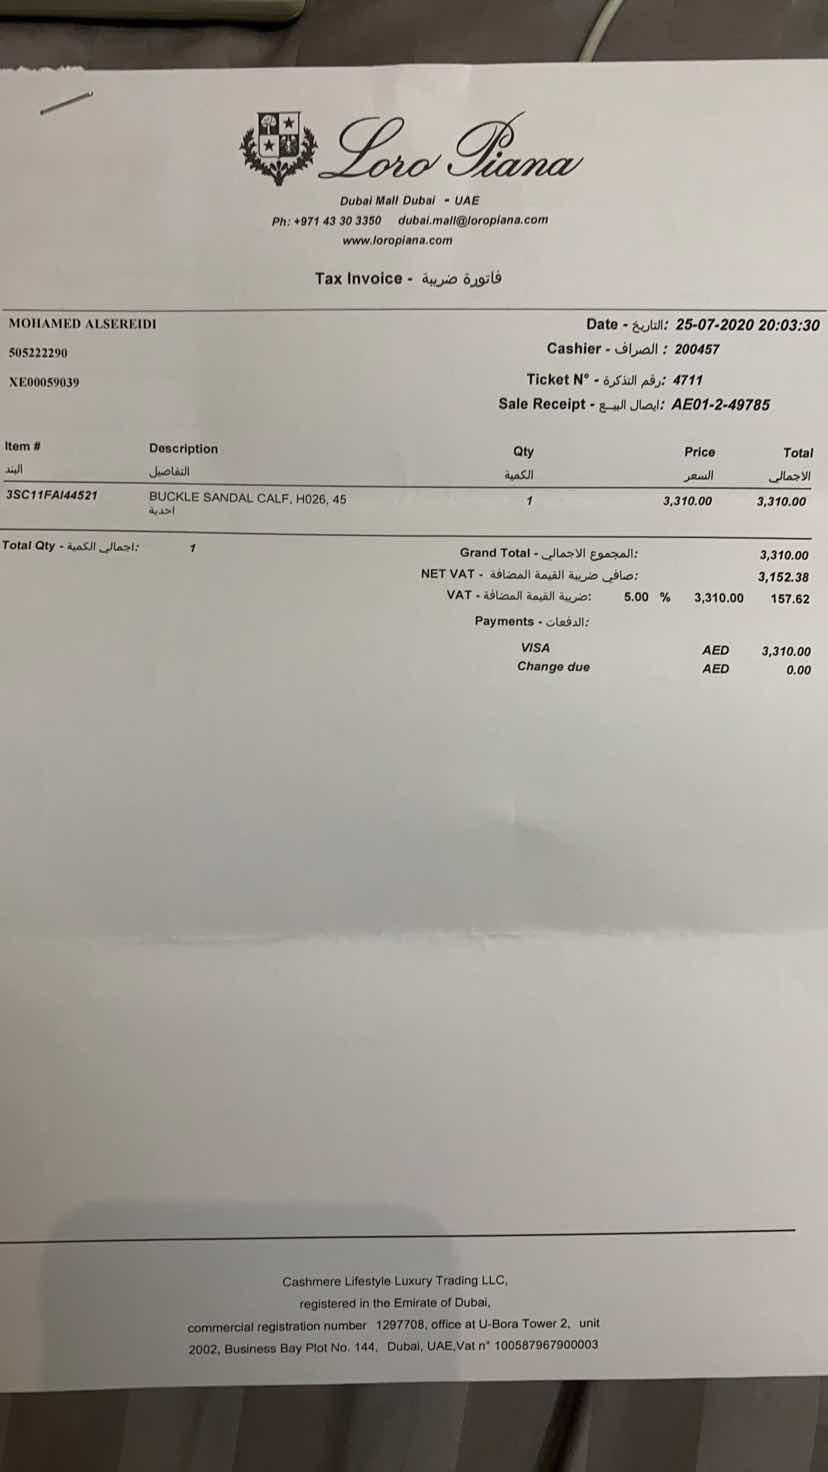 Loro Piana
Dubai Mall Dubai - UAE
Ph: +971 43 30 3350 dubai.mall@loropiana.com
www.loropiana.com
Tax Invoice - فاتورة ضريبة
MOHAMED ALSEREIDI
505222290
XE00059039
Date - التاريخ: 25-07-2020 20:03:30
Cashier - الصراف : 200457
Ticket N° - رقم التذكرة: 4711
Sale Receipt - ايصال البيع: AE01-2-49785
Item # Description Qty Price Total
البند التفاصيل الكمية السعر الاجمالي
3SC11FAI44521 BUCKLE SANDAL CALF, H026, 45 1 3,310.00 3,310.00
احدية
Total Qty - اجمالي الكمية: 1
Grand Total - المجموع الاجمالي: 3,310.00
NET VAT - صافي ضريبة القيمة المضافة: 3,152.38
VAT - ضريبة القيمة المضافة: 5.00 % 3,310.00 157.62
Payments - الدفعات:
VISA AED 3,310.00
Change due AED 0.00
Cashmere Lifestyle Luxury Trading LLC,
registered in the Emirate of Dubai,
commercial registration number 1297708, office at U-Bora Tower 2, unit
2002, Business Bay Plot No. 144, Dubai, UAE,Vat n° 100587967900003